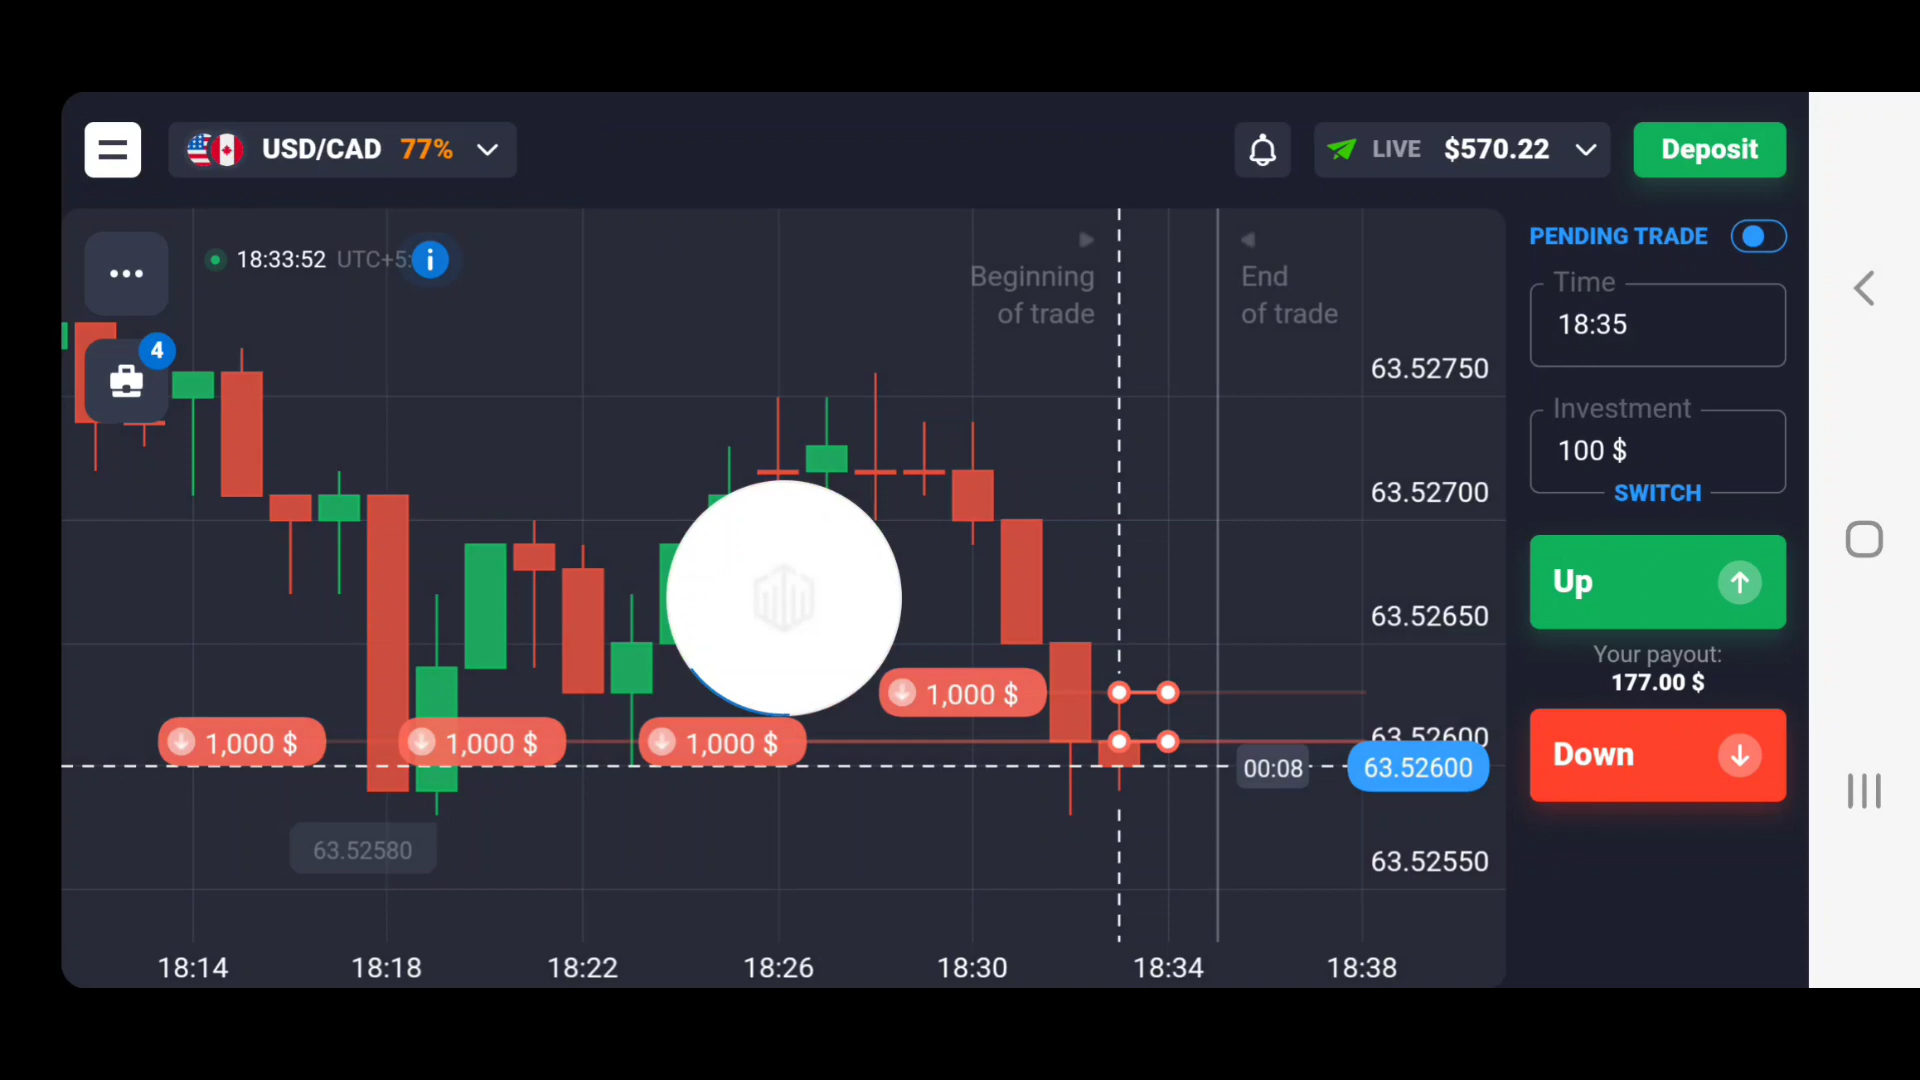 USD/CAD 77%
LIVE $570.22
Deposit
18:33:52 UTC+5:
Beginning
of trade
End
of trade
4
PENDING TRADE
Time
18:35
Investment
100 $
SWITCH
Up
Your payout:
177.00 $
Down
63.52750
63.52700
63.52650
63.52600
63.52600
63.52550
1,000 $
1,000 $
1,000 $
1,000 $
00:08
63.52580
18:14
18:18
18:22
18:26
18:30
18:34
18:38